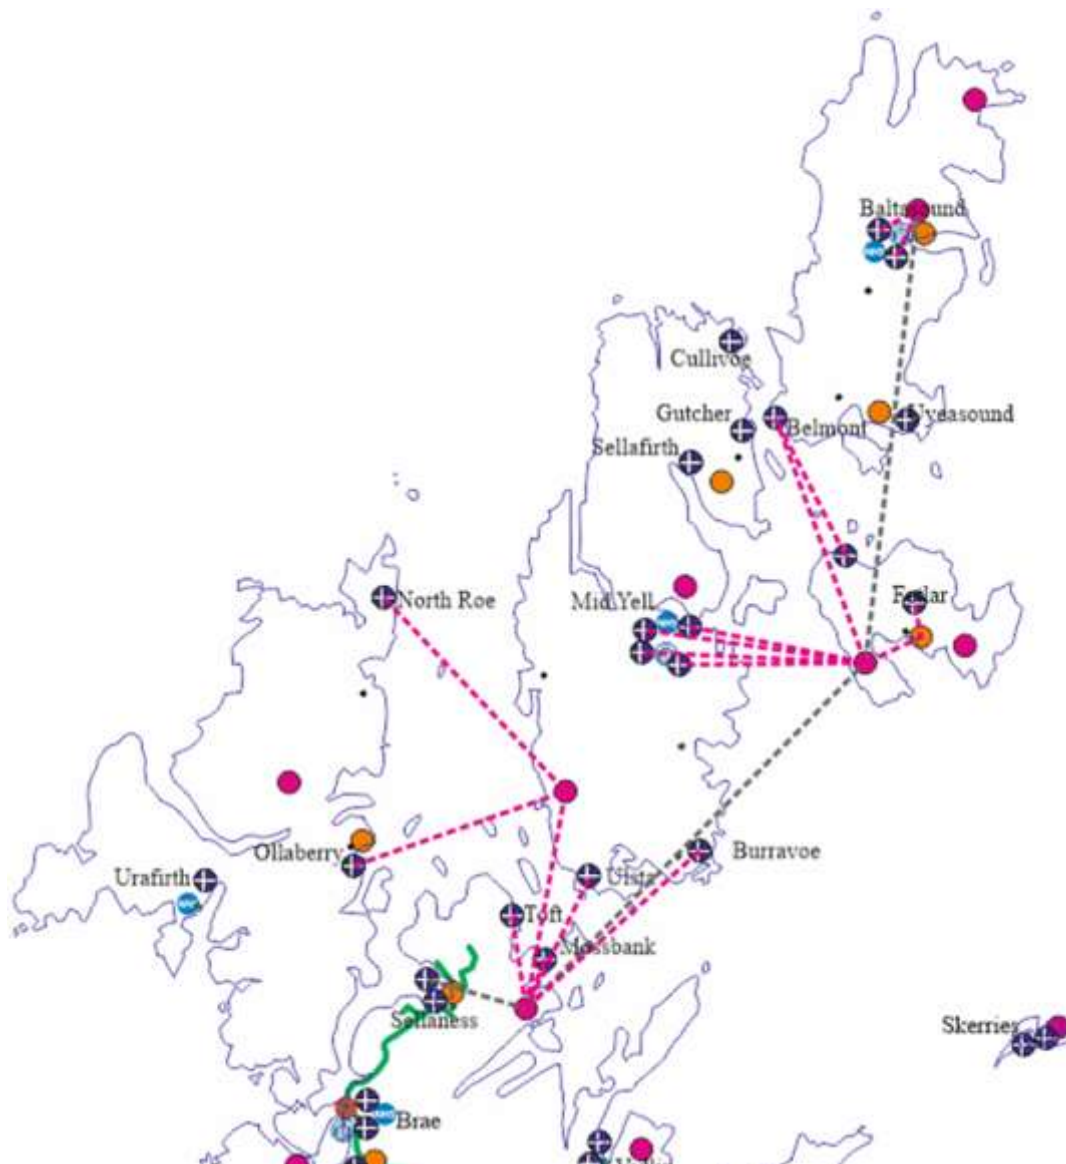 Baltasound
Cullivoe
Gutcher
Belmont
Uyeasound
Sellafirth
Fetlar
North Roe
Mid Yell
Ollaberry
Burravoe
Urafirth
Ulsta
Toft
Mossbank
Sellaness
Skerries
Brae